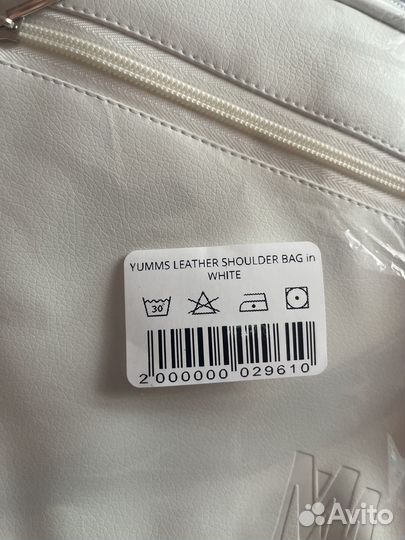 YUMMS LEATHER SHOULDER BAG in
WHITE
30
2 000000 029610
Avito